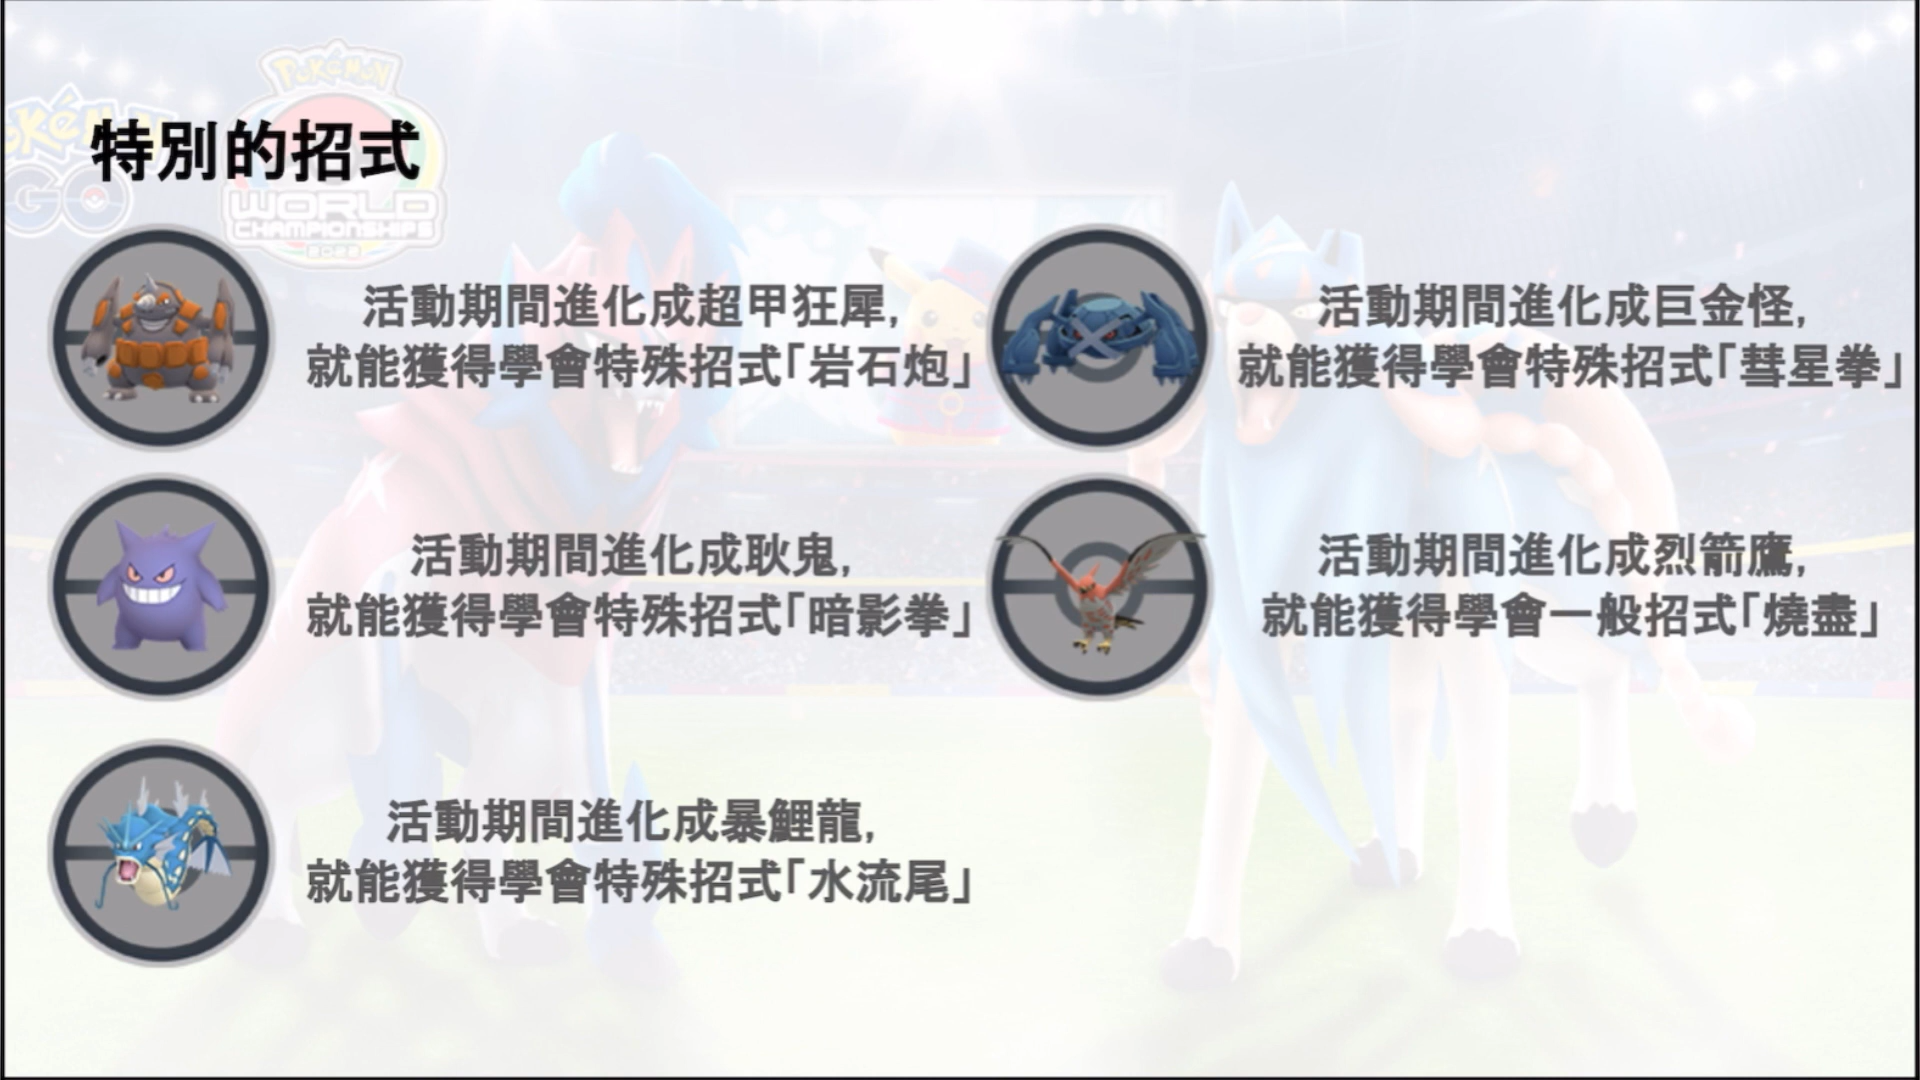 Pokémon
GO
Pokémon
WORLD
CHAMPIONSHIPS
2022
特別的招式
活動期間進化成超甲狂犀,
就能獲得學會特殊招式「岩石炮」
活動期間進化成巨金怪,
就能獲得學會特殊招式「彗星拳」
活動期間進化成耿鬼,
就能獲得學會特殊招式「暗影拳」
活動期間進化成烈箭鷹,
就能獲得學會一般招式「燒盡」
活動期間進化成暴鯉龍,
就能獲得學會特殊招式「水流尾」